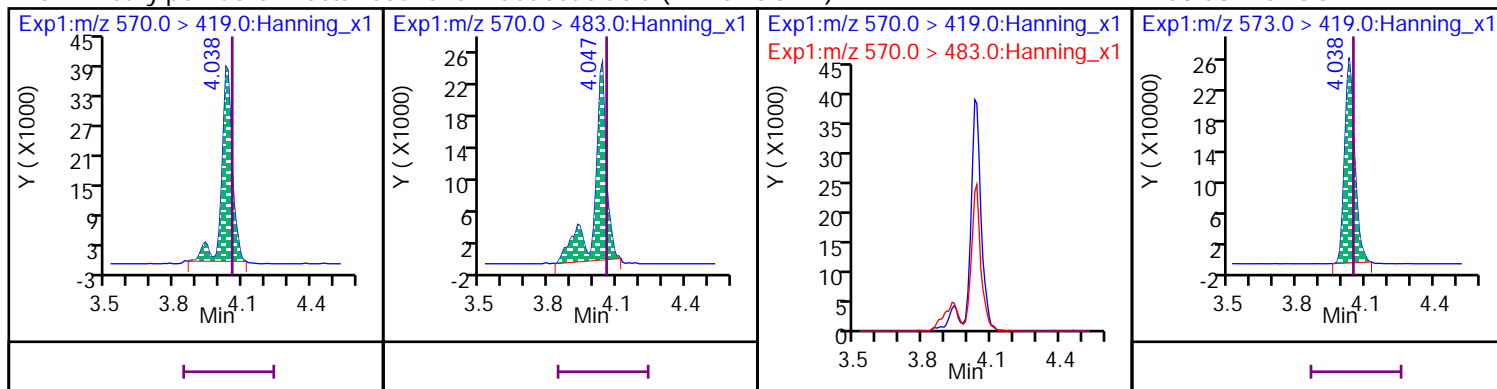 Exp1:m/z 570.0 > 419.0:Hanning_x1
45
39
33
27
21
15
9
3
-3
Y ( X1000)
4.038
3.5 3.8 4.1 4.4
Min
Exp1:m/z 570.0 > 483.0:Hanning_x1
26
22
18
14
10
6
2
-2
Y ( X1000)
4.047
3.5 3.8 4.1 4.4
Min
Exp1:m/z 570.0 > 419.0:Hanning_x1
Exp1:m/z 570.0 > 483.0:Hanning_x1
45
40
35
30
25
20
15
10
5
0
Y ( X1000)
3.5 3.8 4.1 4.4
Min
Exp1:m/z 573.0 > 419.0:Hanning_x1
26
22
18
14
10
6
2
-2
Y ( X10000)
4.038
3.5 3.8 4.1 4.4
Min